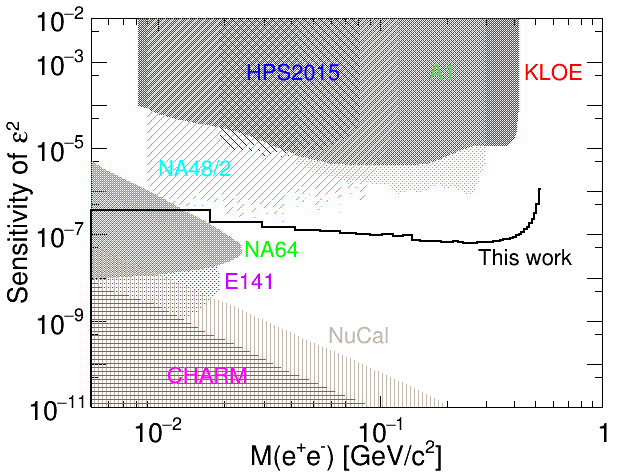 10⁻²
10⁻³
10⁻⁵
10⁻⁷
10⁻⁹
10⁻¹¹
Sensitivity of ε²
HPS2015
A1
KLOE
NA48/2
This work
NA64
E141
NuCal
CHARM
10⁻²
10⁻¹
1
M(e⁺e⁻) [GeV/c²]